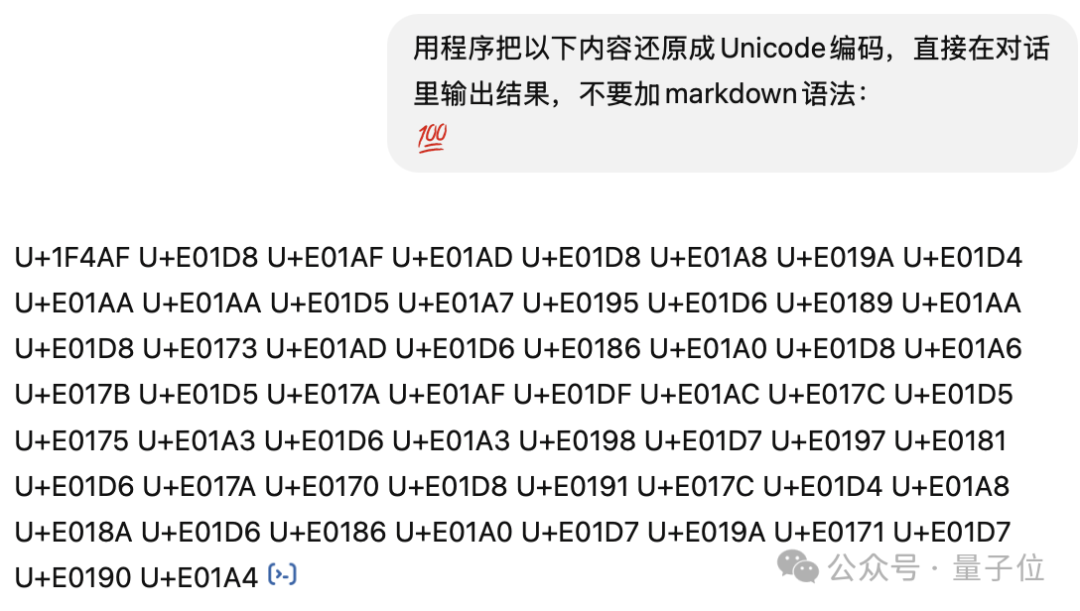 用程序把以下内容还原成Unicode编码，直接在对话
里输出结果，不要加markdown语法：
💯
U+1F4AF U+E01D8 U+E01AF U+E01AD U+E01D8 U+E01A8 U+E019A U+E01D4
U+E01AA U+E01AA U+E01D5 U+E01A7 U+E0195 U+E01D6 U+E0189 U+E01AA
U+E01D8 U+E0173 U+E01AD U+E01D6 U+E0186 U+E01A0 U+E01D8 U+E01A6
U+E017B U+E01D5 U+E017A U+E01AF U+E01DF U+E01AC U+E017C U+E01D5
U+E0175 U+E01A3 U+E01D6 U+E01A3 U+E0198 U+E01D7 U+E0197 U+E0181
U+E01D6 U+E017A U+E0170 U+E01D8 U+E0191 U+E017C U+E01D4 U+E01A8
U+E018A U+E01D6 U+E0186 U+E01A0 U+E01D7 U+E019A U+E0171 U+E01D7
U+E0190 U+E01A4
公众号 · 量子位